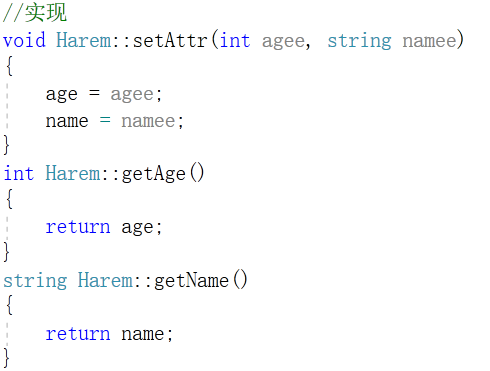 //实现
void Harem::setAttr(int agee, string namee)
{
    age = agee;
    name = namee;
}
int Harem::getAge()
{
    return age;
}
string Harem::getName()
{
    return name;
}